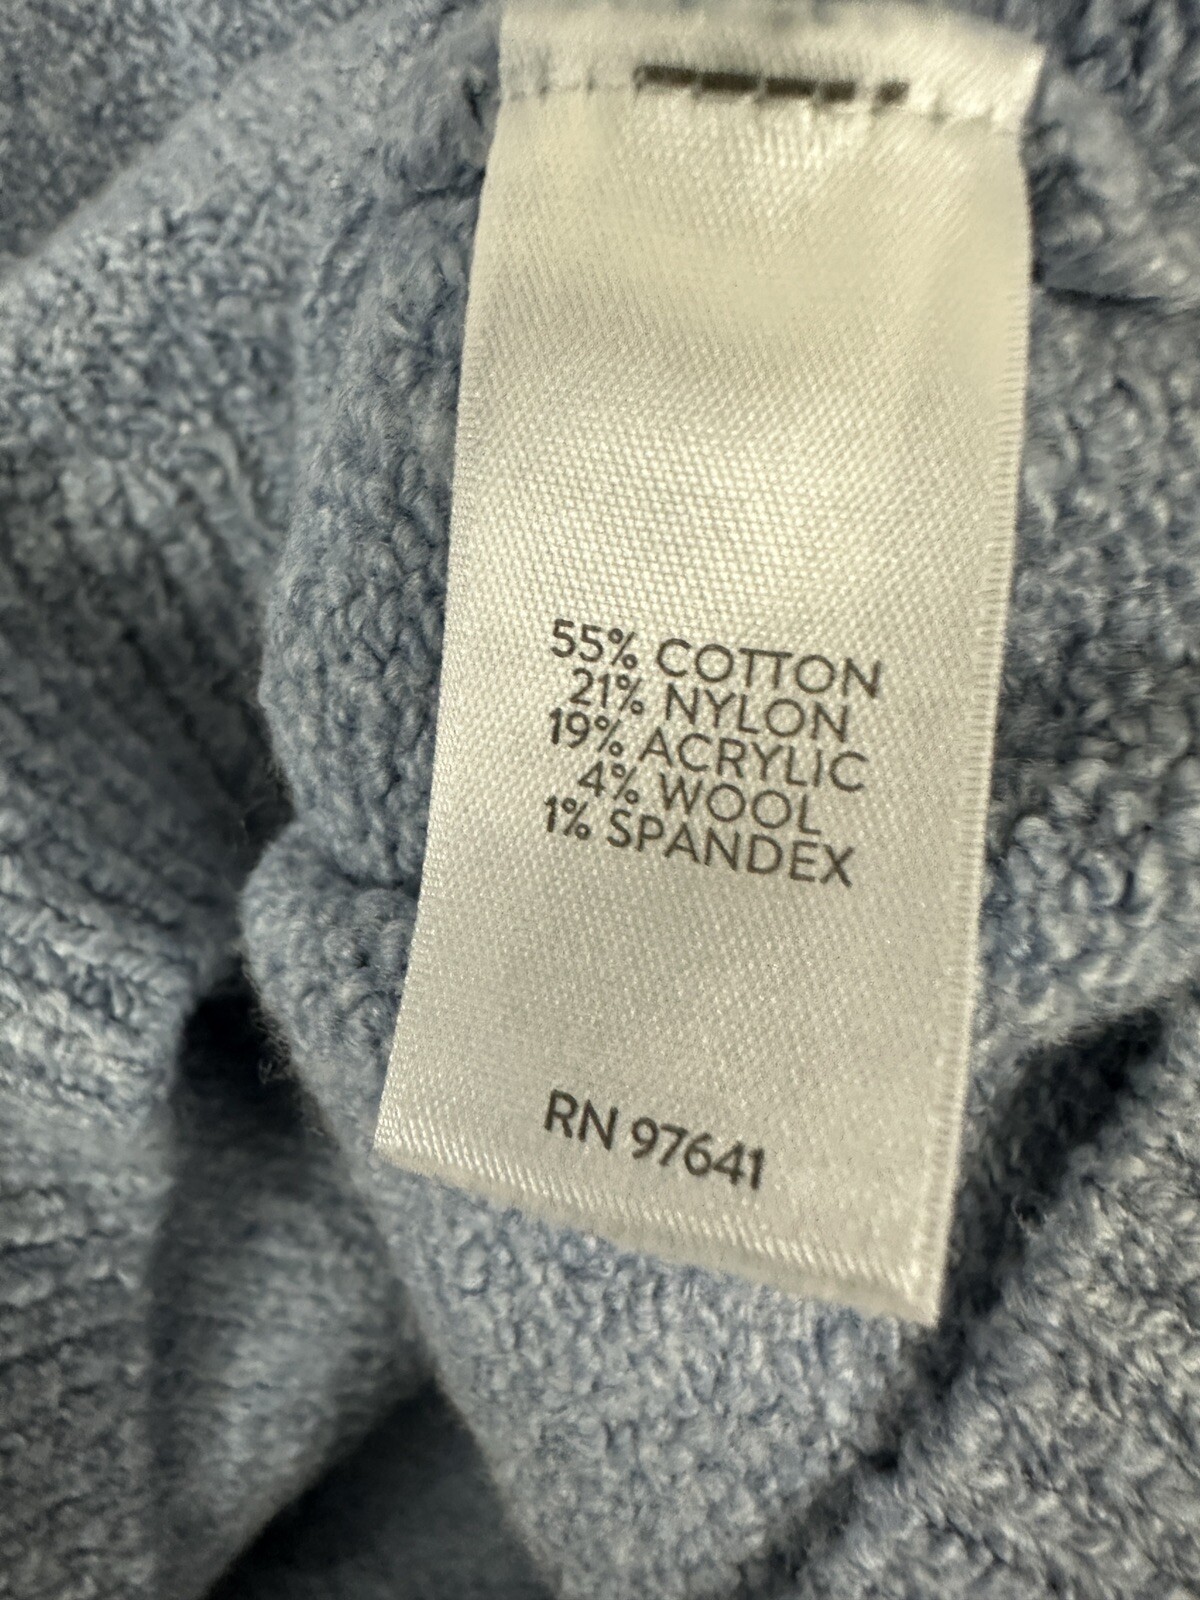 55% COTTON
21% NYLON
19% ACRYLIC
4% WOOL
1% SPANDEX
RN 97641